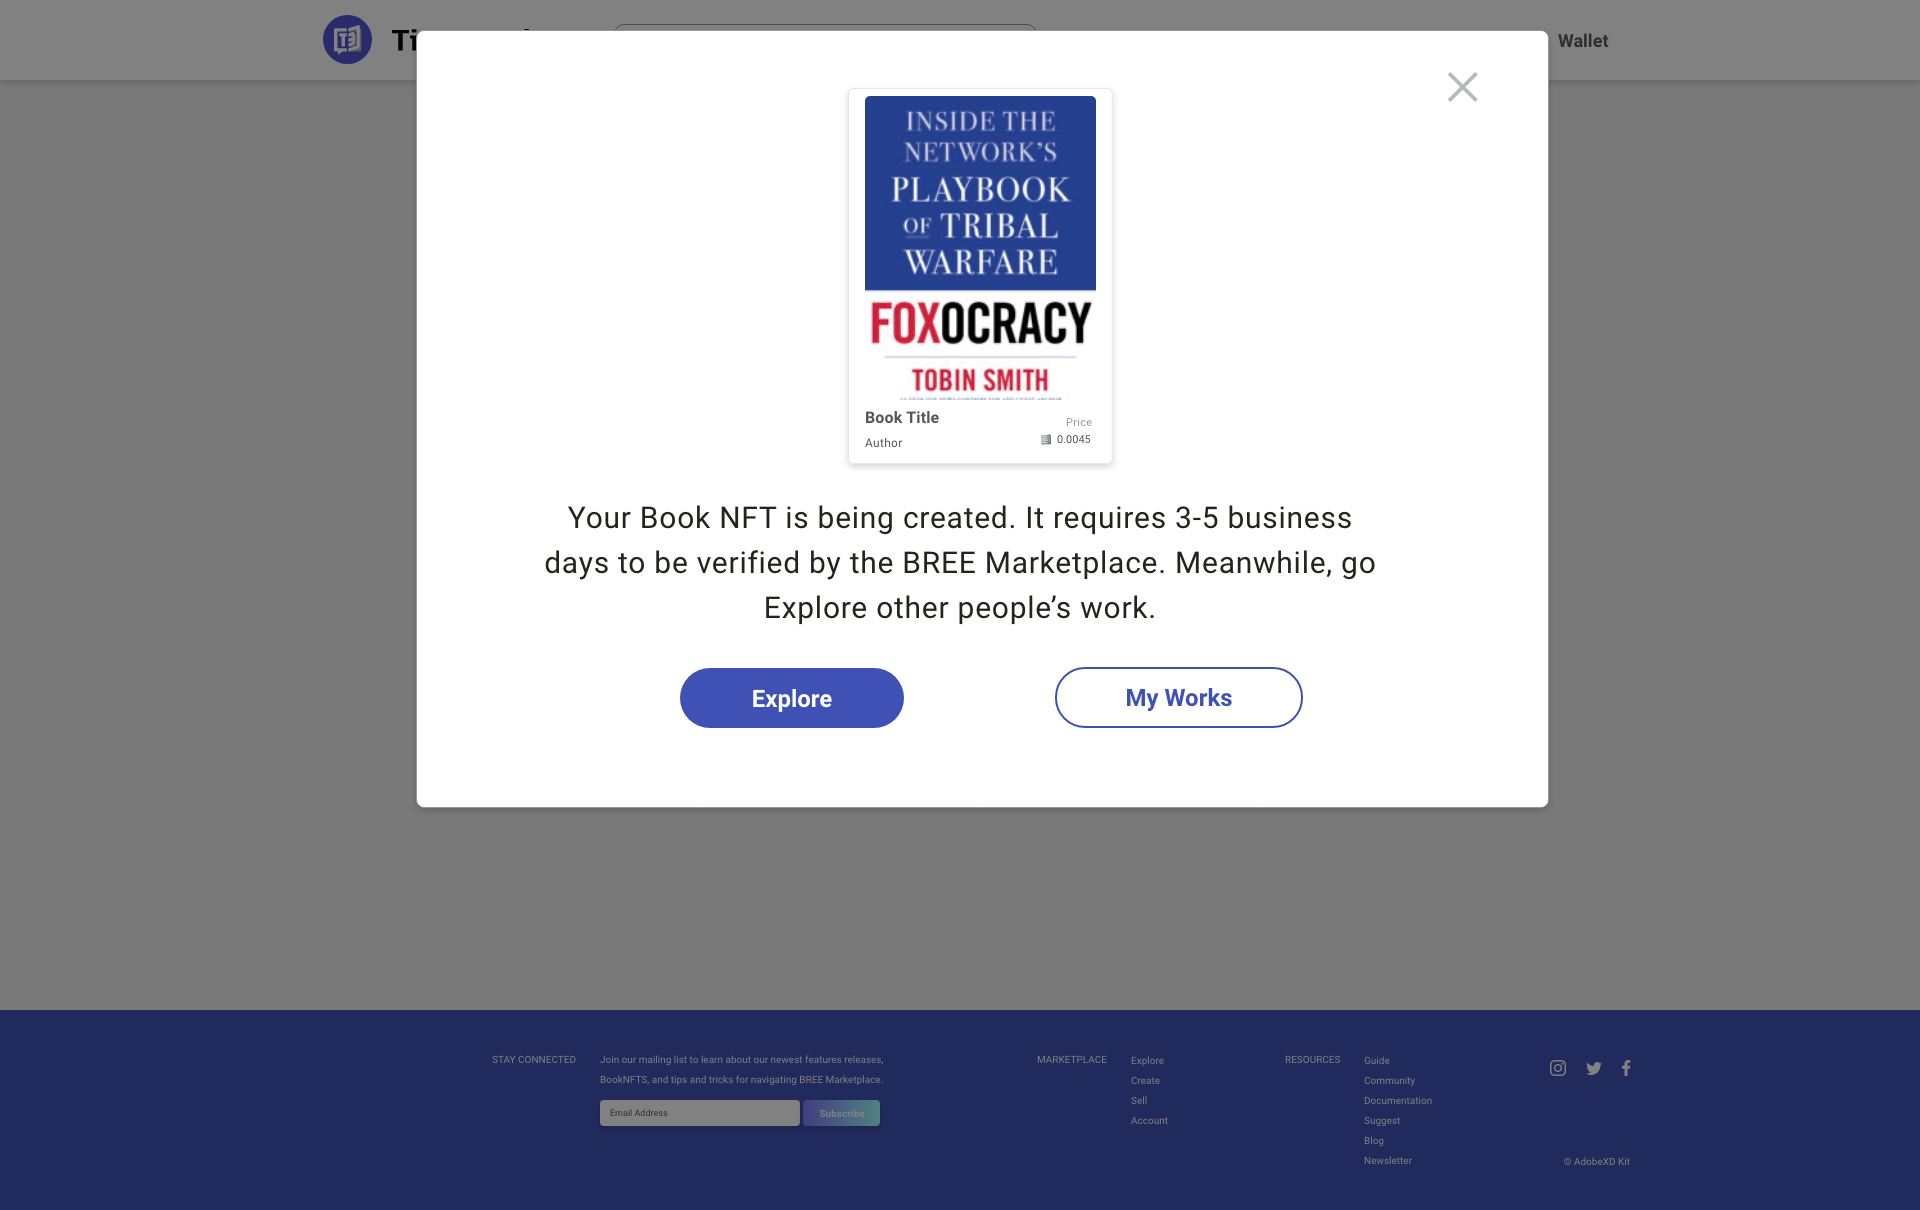 T3
Wallet
INSIDE THE
NETWORK'S
PLAYBOOK
OF TRIBAL
WARFARE
FOXOCRACY
TOBIN SMITH
Book Title
Price
Author
0.0045
Your Book NFT is being created. It requires 3-5 business
days to be verified by the BREE Marketplace. Meanwhile, go
Explore other people’s work.
Explore
My Works
STAY CONNECTED
Join our mailing list to learn about our newest features releases,
BookNFTS, and tips and tricks for navigating BREE Marketplace.
Email Address
Subscribe
MARKETPLACE
Explore
Create
Sell
Account
RESOURCES
Guide
Community
Documentation
Suggest
Blog
Newsletter
© AdobeXD Kit